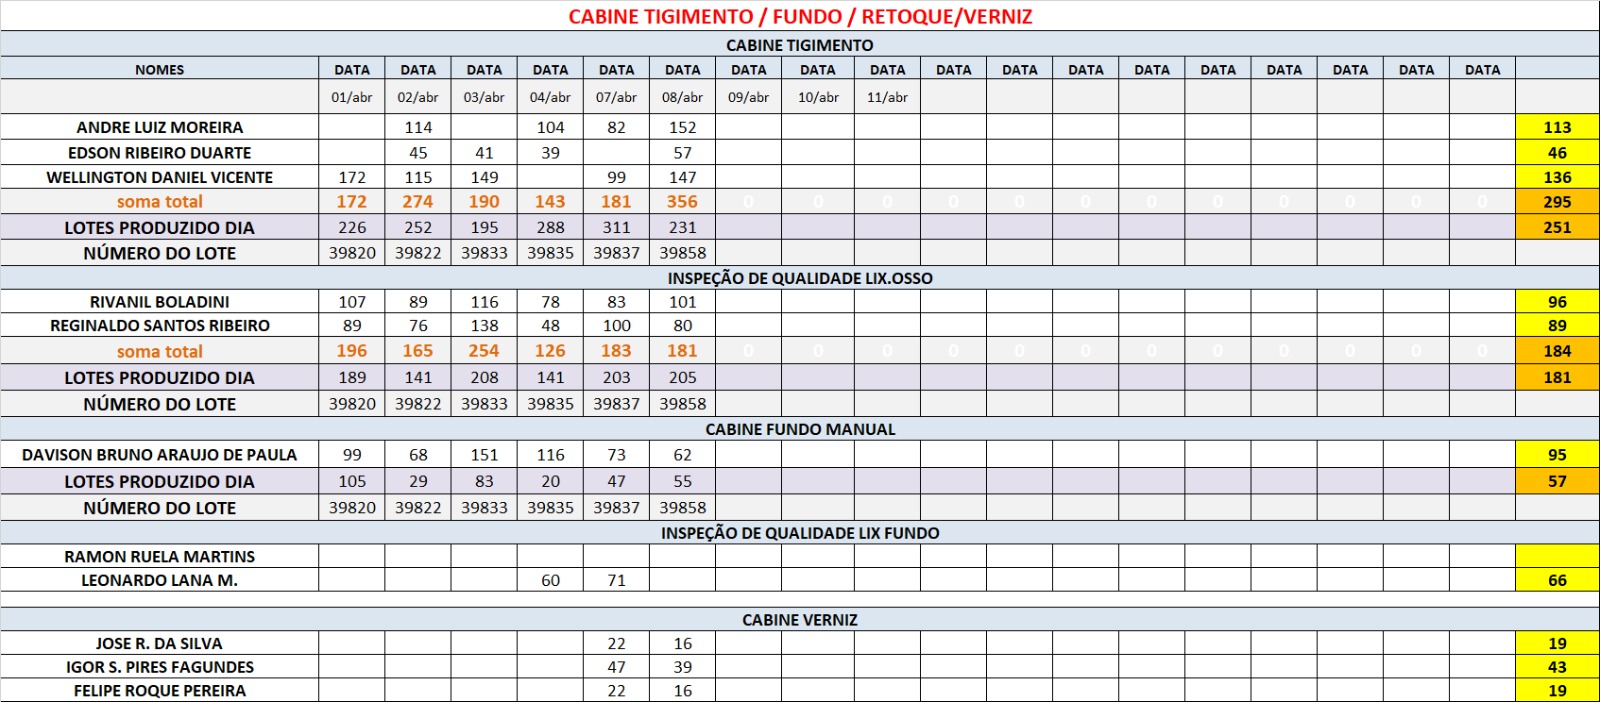 CABINE TIGIMENTO / FUNDO / RETOQUE/VERNIZ
CABINE TIGIMENTO
NOMES DATA DATA DATA DATA DATA DATA DATA DATA DATA DATA DATA DATA DATA DATA DATA DATA DATA DATA
01/abr 02/abr 03/abr 04/abr 07/abr 08/abr 09/abr 10/abr 11/abr
ANDRE LUIZ MOREIRA 114 104 82 152 113
EDSON RIBEIRO DUARTE 45 41 39 57 46
WELLINGTON DANIEL VICENTE 172 115 149 99 147 136
soma total 172 274 190 143 181 356 0 0 0 0 0 0 0 0 0 0 0 0 295
LOTES PRODUZIDO DIA 226 252 195 288 311 231 251
NÚMERO DO LOTE 39820 39822 39833 39835 39837 39858
INSPEÇÃO DE QUALIDADE LIX.OSSO
RIVANIL BOLADINI 107 89 116 78 83 101 96
REGINALDO SANTOS RIBEIRO 89 76 138 48 100 80 89
soma total 196 165 254 126 183 181 0 0 0 0 0 0 0 0 0 0 0 0 184
LOTES PRODUZIDO DIA 189 141 208 141 203 205 181
NÚMERO DO LOTE 39820 39822 39833 39835 39837 39858
CABINE FUNDO MANUAL
DAVISON BRUNO ARAUJO DE PAULA 99 68 151 116 73 62 95
LOTES PRODUZIDO DIA 105 29 83 20 47 55 57
NÚMERO DO LOTE 39820 39822 39833 39835 39837 39858
INSPEÇÃO DE QUALIDADE LIX FUNDO
RAMON RUELA MARTINS
LEONARDO LANA M. 60 71 66
CABINE VERNIZ
JOSE R. DA SILVA 22 16 19
IGOR S. PIRES FAGUNDES 47 39 43
FELIPE ROQUE PEREIRA 22 16 19